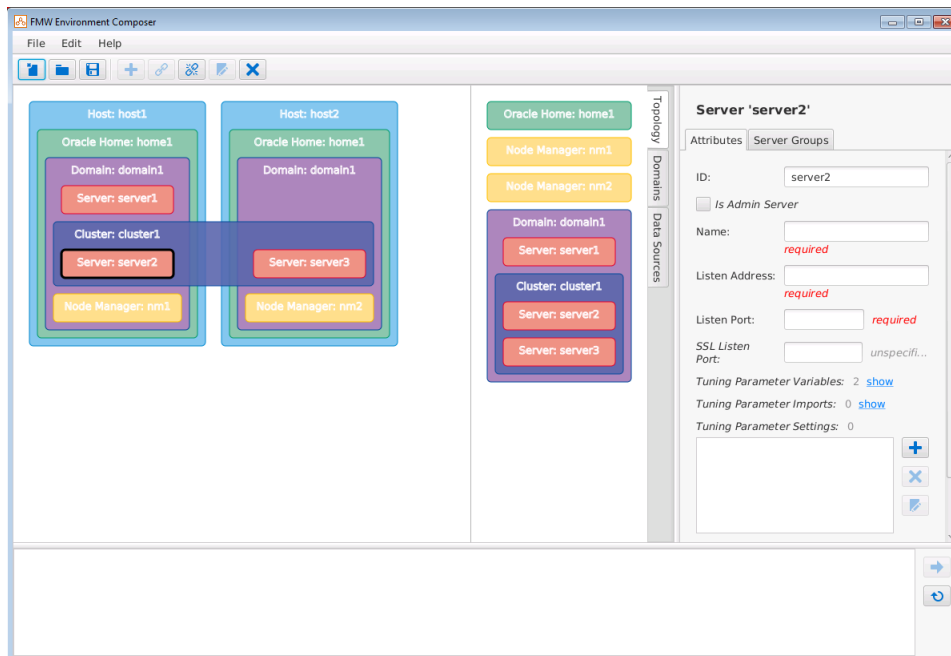 FMW Environment Composer
File Edit Help
Host: host1
Oracle Home: home1
Domain: domain1
Server: server1
Cluster: cluster1
Server: server2
Node Manager: nm1
Host: host2
Oracle Home: home1
Domain: domain1
Server: server3
Node Manager: nm2
Oracle Home: home1
Node Manager: nm1
Node Manager: nm2
Domain: domain1
Server: server1
Cluster: cluster1
Server: server2
Server: server3
Topology
Domains
Data Sources
Server 'server2'
Attributes Server Groups
ID: server2
Is Admin Server
Name:
required
Listen Address:
required
Listen Port: required
SSL Listen
Port: unspecifi...
Tuning Parameter Variables: 2 show
Tuning Parameter Imports: 0 show
Tuning Parameter Settings: 0